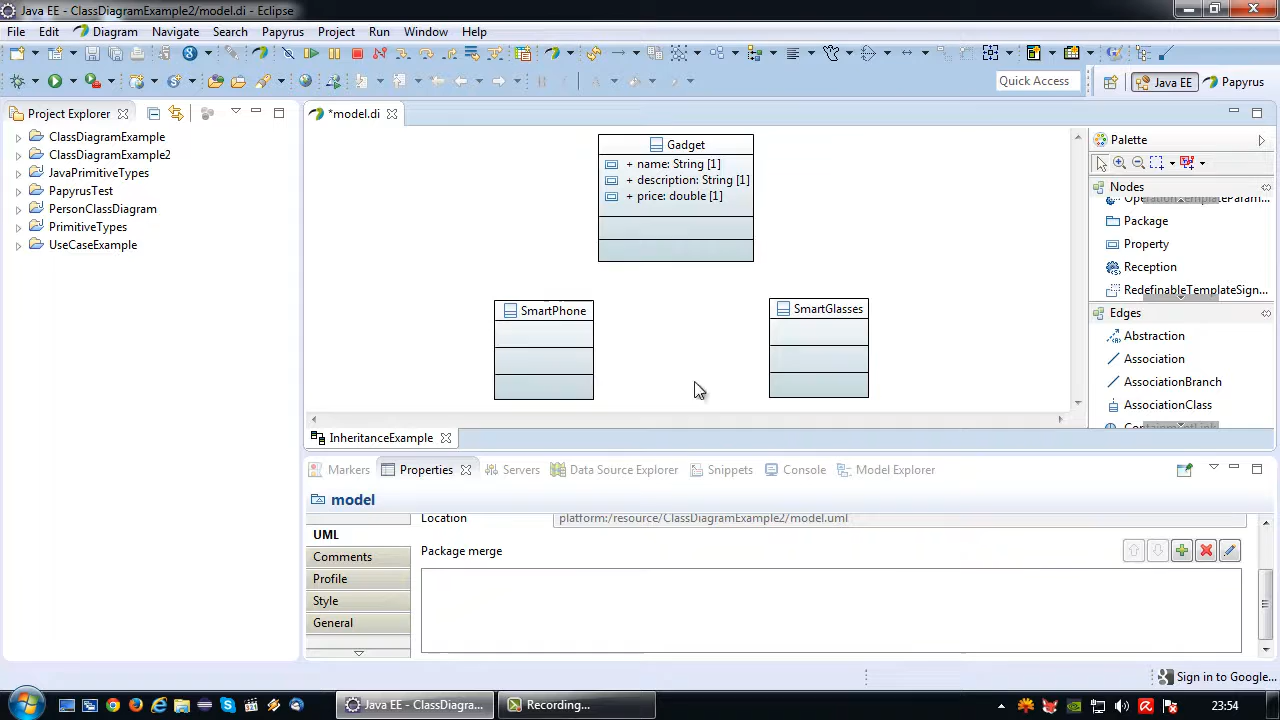 Java EE - ClassDiagramExample2/model.di - Eclipse
File Edit Diagram Navigate Search Papyrus Project Run Window Help
Quick Access
Java EE
Papyrus
Project Explorer
*model.di
ClassDiagramExample
ClassDiagramExample2
JavaPrimitiveTypes
PapyrusTest
PersonClassDiagram
PrimitiveTypes
UseCaseExample
Gadget
+ name: String [1]
+ description: String [1]
+ price: double [1]
SmartPhone
SmartGlasses
InheritanceExample
Palette
Nodes
OperationTemplateParam...
Package
Property
Reception
RedefinableTemplateSign...
Edges
Abstraction
Association
AssociationBranch
AssociationClass
Markers Properties Servers Data Source Explorer Snippets Console Model Explorer
model
UML
Comments
Profile
Style
General
Location
platform:/resource/ClassDiagramExample2/model.uml
Package merge
Sign in to Google...
Java EE - ClassDiagra...
Recording...
23:54